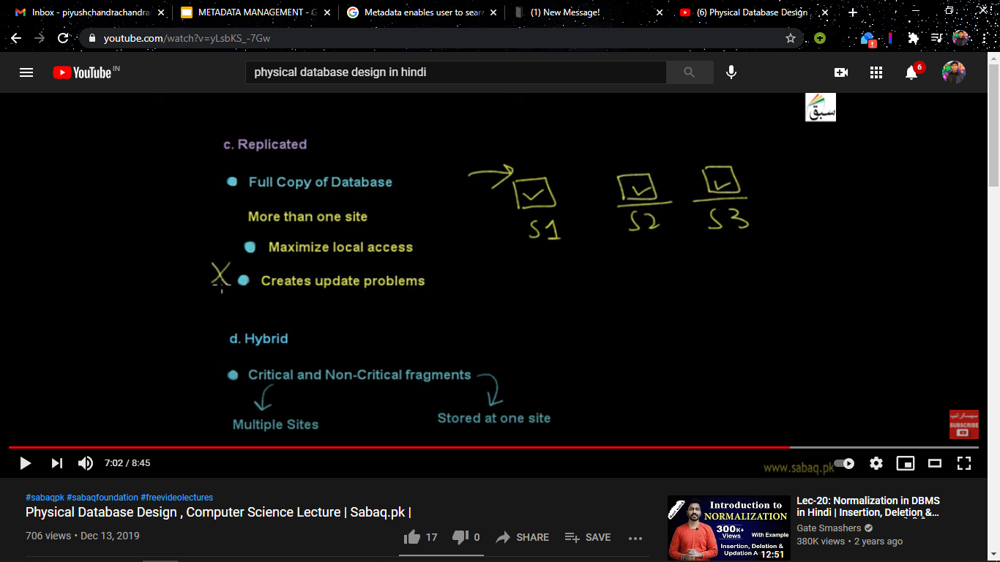 Inbox - piyushchandrachandra
METADATA MANAGEMENT - G
Metadata enables user to sear
(1) New Message!
(6) Physical Database Design
youtube.com/watch?v=yLsbKS_-7Gw
YouTube IN
physical database design in hindi
6
سبق
c. Replicated
Full Copy of Database
More than one site
Maximize local access
X Creates update problems
S1 S2 S3
d. Hybrid
Critical and Non-Critical fragments
Multiple Sites
Stored at one site
SUBSCRIBE
7:02 / 8:45
www.sabaq.pk
#sabaqpk #sabaqfoundation #freevideolectures
Physical Database Design , Computer Science Lecture | Sabaq.pk |
706 views • Dec 13, 2019
17
0
SHARE
SAVE
Introduction to
NORMALIZATION
300K+
Views
With Example
Insertion, Deletion &
Updation A
12:51
Lec-20: Normalization in DBMS
in Hindi | Insertion, Deletion &...
Gate Smashers
380K views • 2 years ago